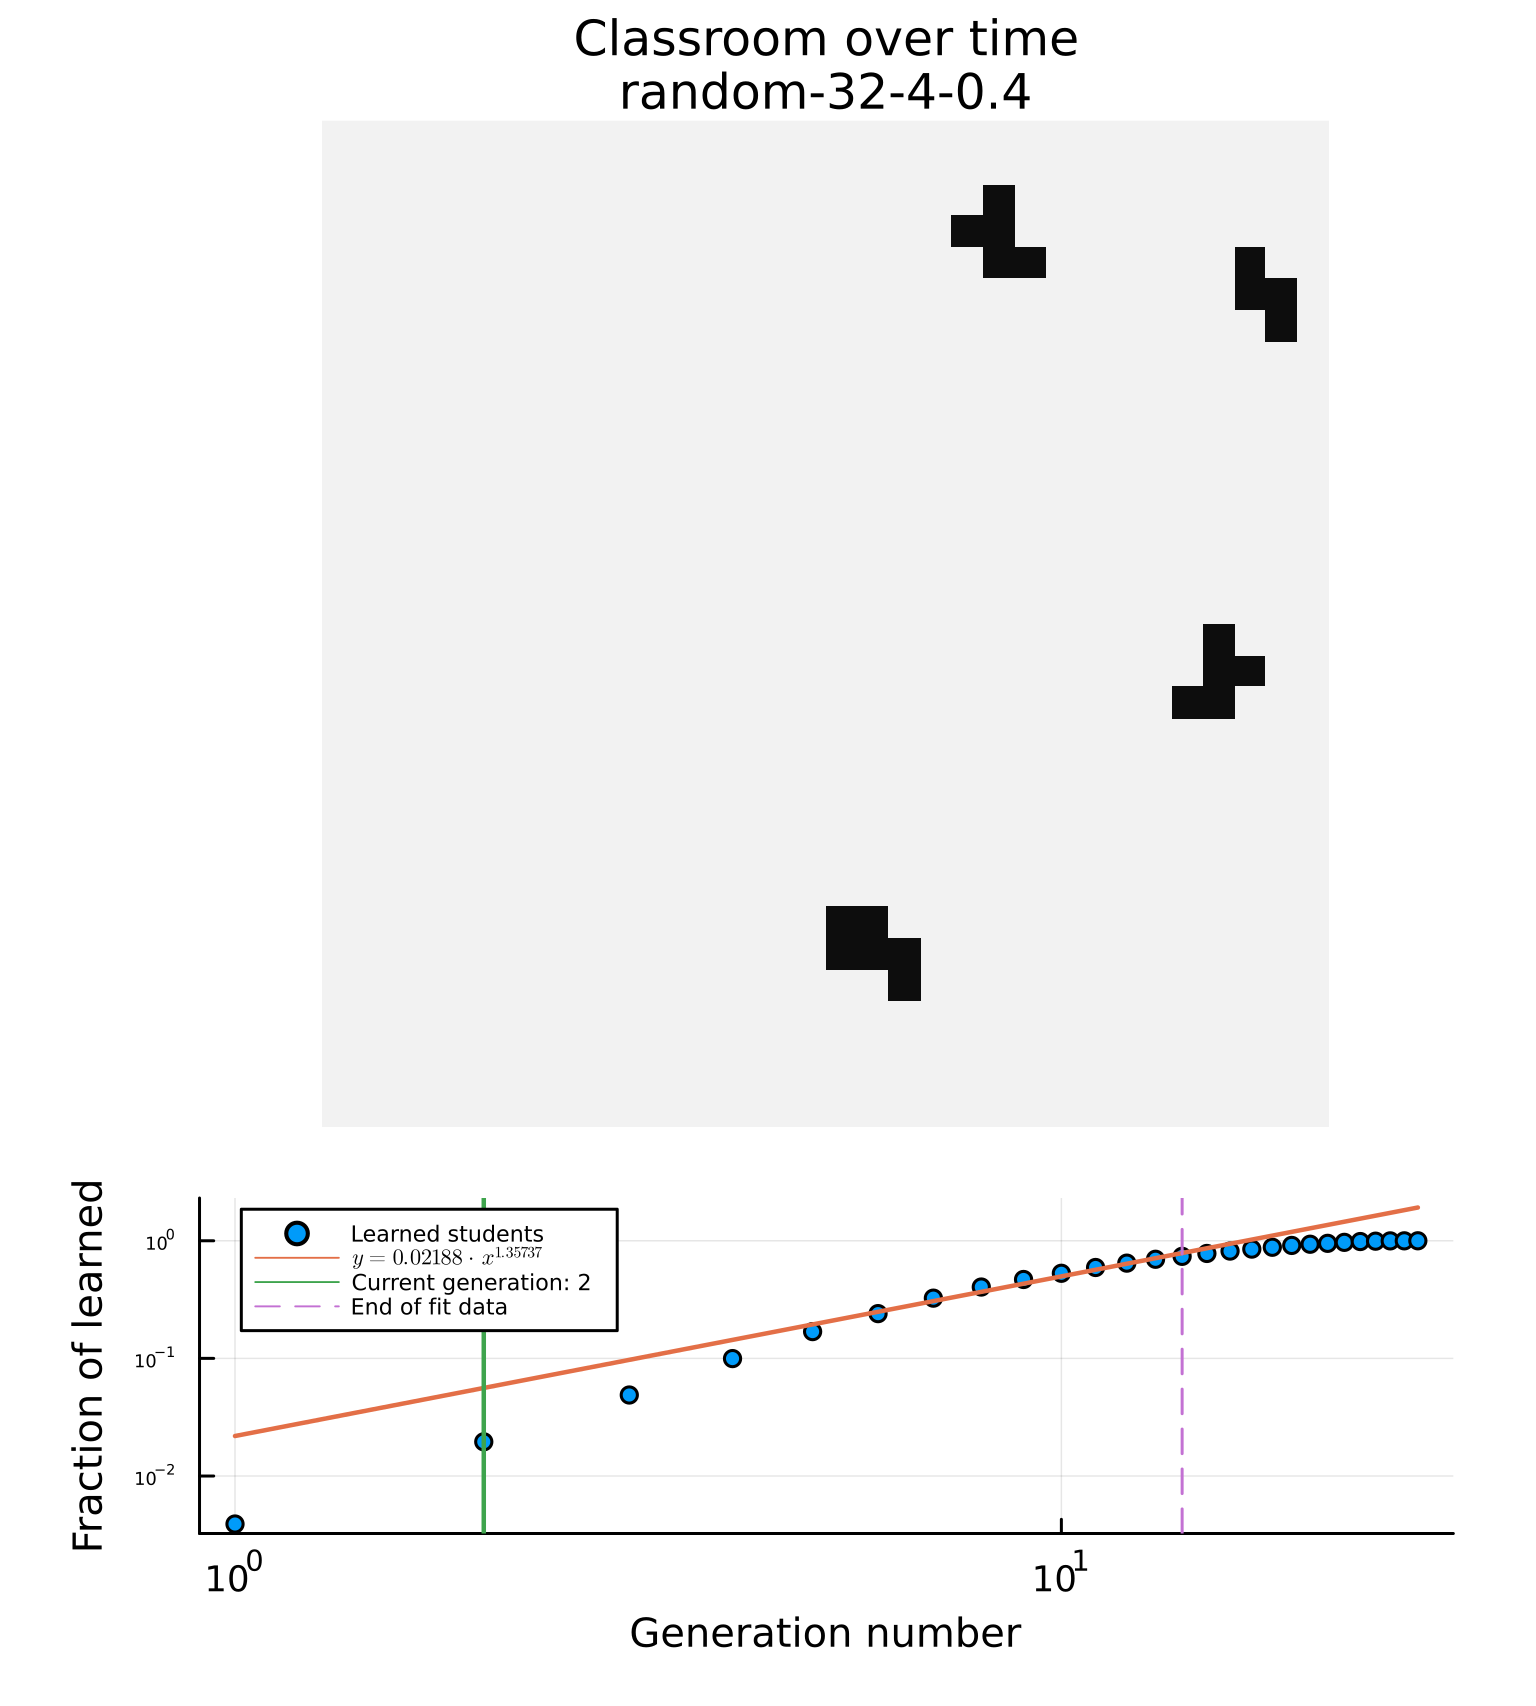 Classroom over time
random-32-4-0.4
Fraction of learned
Learned students
y = 0.02188 · x^1.35737
Current generation: 2
End of fit data
10^0
10^−1
10^−2
10^0 10^1
Generation number